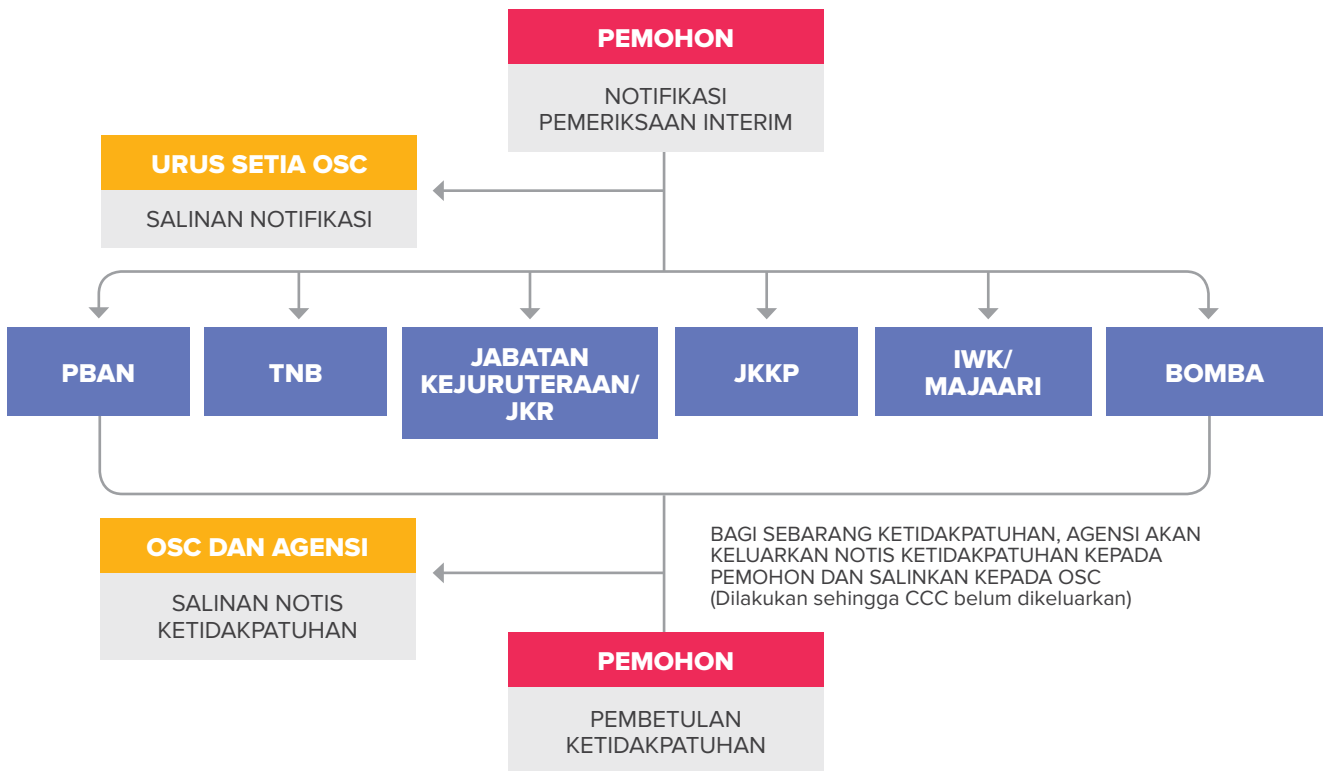 PEMOHON
NOTIFIKASI
PEMERIKSAAN INTERIM
URUS SETIA OSC
SALINAN NOTIFIKASI
PBAN
TNB
JABATAN
KEJURUTERAAN/
JKR
JKKP
IWK/
MAJAARI
BOMBA
OSC DAN AGENSI
SALINAN NOTIS
KETIDAKPATUHAN
BAGI SEBARANG KETIDAKPATUHAN, AGENSI AKAN
KELUARKAN NOTIS KETIDAKPATUHAN KEPADA
PEMOHON DAN SALINKAN KEPADA OSC
(Dilakukan sehingga CCC belum dikeluarkan)
PEMOHON
PEMBETULAN
KETIDAKPATUHAN